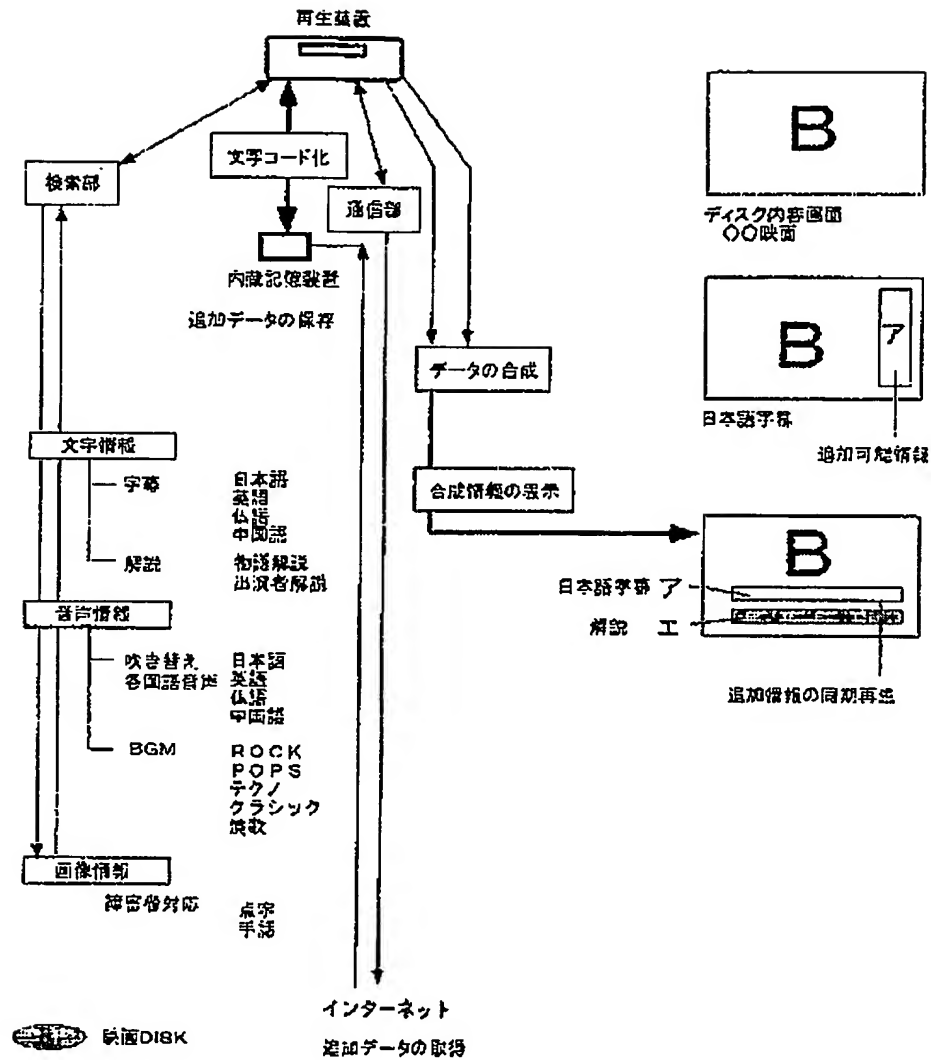 再生装置
文字コード化
検索部
通信部
内蔵記憶装置
追加データの保存
データの合成
合成情報の表示
文字情報
字幕
日本語
英語
仏語
中国語
解説
物語解説
出演者解説
音声情報
吹き替え
各国語音声
日本語
英語
仏語
中国語
BGM
ROCK
POPS
テクノ
クラシック
演歌
画像情報
障害者対応
点字
手話
インターネット
追加データの取得
映画DISK
B
ディスク内容画面
〇〇映画
B
ア
日本語字幕
追加可能情報
B
日本語字幕 ア
解説 エ
追加情報の同期再生